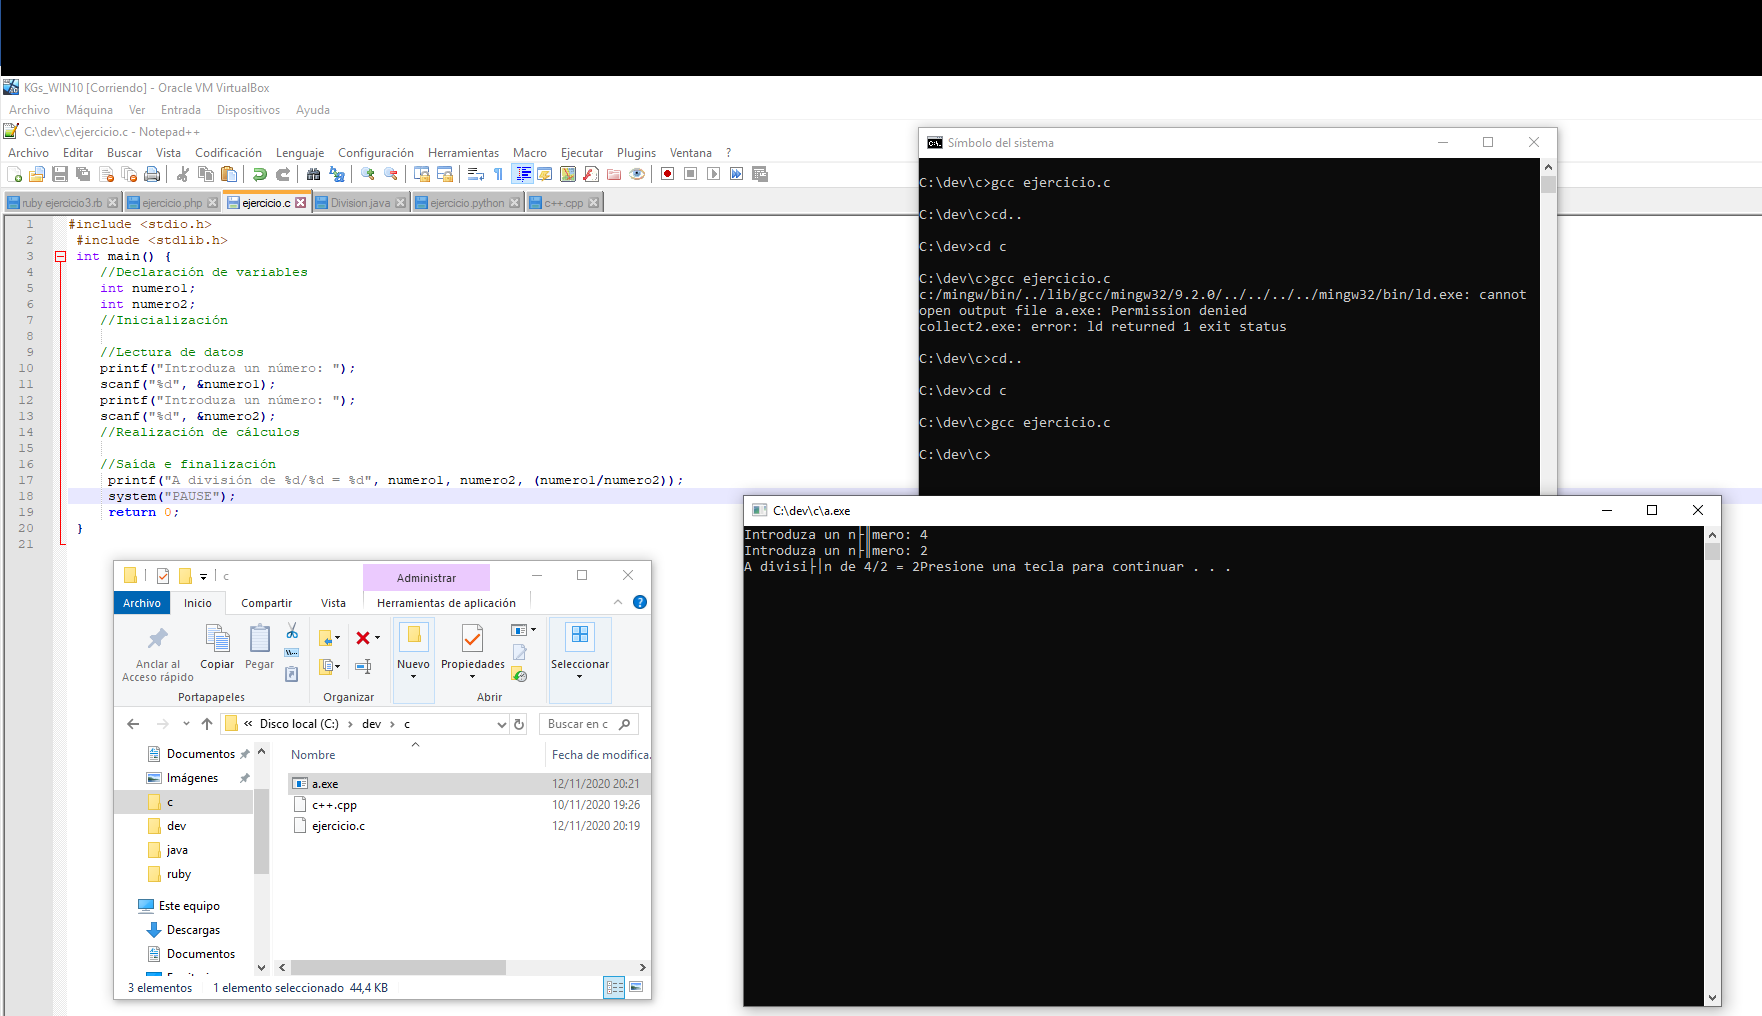 KGs_WIN10 [Corriendo] - Oracle VM VirtualBox
Archivo Máquina Ver Entrada Dispositivos Ayuda
C:\dev\c\ejercicio.c - Notepad++
Archivo Editar Buscar Vista Codificación Lenguaje Configuración Herramientas Macro Ejecutar Plugins Ventana ?
ruby ejercicio3.rb ejercicio.php ejercicio.c Division.java ejercicio.python c++.cpp
1 #include <stdio.h>
2 #include <stdlib.h>
3 int main() {
4 //Declaración de variables
5 int numero1;
6 int numero2;
7 //Inicialización
8
9 //Lectura de datos
10 printf("Introduza un número: ");
11 scanf("%d", &numero1);
12 printf("Introduza un número: ");
13 scanf("%d", &numero2);
14 //Realización de cálculos
15
16 //Saída e finalización
17 printf("A división de %d/%d = %d", numero1, numero2, (numero1/numero2));
18 system("PAUSE");
19 return 0;
20 }
21
Símbolo del sistema
C:\dev\c>gcc ejercicio.c
C:\dev\c>cd..
C:\dev>cd c
C:\dev\c>gcc ejercicio.c
c:/mingw/bin/../lib/gcc/mingw32/9.2.0/../../../../mingw32/bin/ld.exe: cannot
open output file a.exe: Permission denied
collect2.exe: error: ld returned 1 exit status
C:\dev\c>cd..
C:\dev>cd c
C:\dev\c>gcc ejercicio.c
C:\dev\c>
C:\dev\c\a.exe
Introduza un n├║mero: 4
Introduza un n├║mero: 2
A divisi├│n de 4/2 = 2Presione una tecla para continuar . . .
c
Administrar
Archivo Inicio Compartir Vista Herramientas de aplicación
Anclar al
Acceso rápido
Copiar
Pegar
Nuevo
Propiedades
Seleccionar
Portapapeles Organizar Abrir
« Disco local (C:) > dev > c
Buscar en c
Nombre Fecha de modifica
Documentos
Imágenes
c
dev
java
ruby
Este equipo
Descargas
Documentos
a.exe 12/11/2020 20:21
c++.cpp 10/11/2020 19:26
ejercicio.c 12/11/2020 20:19
3 elementos 1 elemento seleccionado 44,4 KB